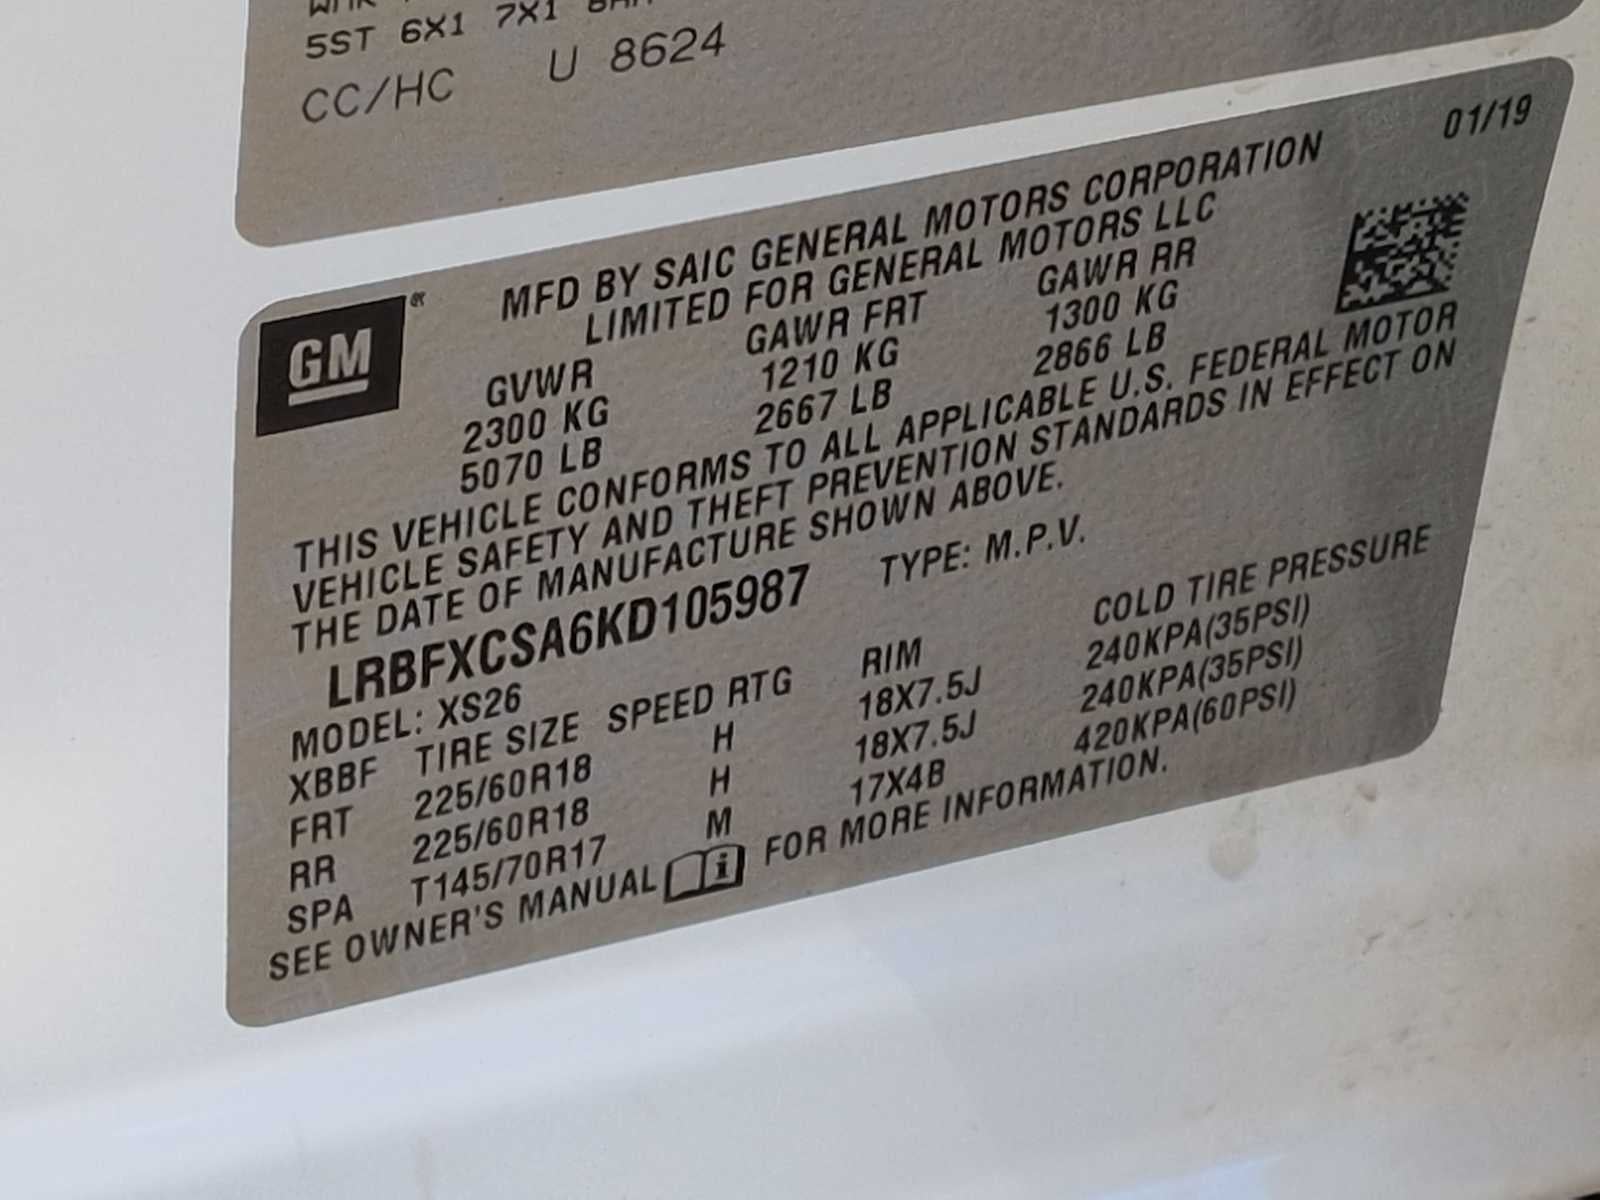 5ST 6X1 7X1
CC/HC U 8624
01/19
MFD BY SAIC GENERAL MOTORS CORPORATION
LIMITED FOR GENERAL MOTORS LLC
GM®
GVWR GAWR FRT GAWR RR
2300 KG 1210 KG 1300 KG
5070 LB 2667 LB 2866 LB
THIS VEHICLE CONFORMS TO ALL APPLICABLE U.S. FEDERAL MOTOR
VEHICLE SAFETY AND THEFT PREVENTION STANDARDS IN EFFECT ON
THE DATE OF MANUFACTURE SHOWN ABOVE.
LRBFXCSA6KD105987 TYPE: M.P.V.
MODEL: XS26
XBBF TIRE SIZE SPEED RTG RIM COLD TIRE PRESSURE
FRT 225/60R18 H 18X7.5J 240KPA(35PSI)
RR 225/60R18 H 18X7.5J 240KPA(35PSI)
SPA T145/70R17 M 17X4B 420KPA(60PSI)
SEE OWNER'S MANUAL i FOR MORE INFORMATION.